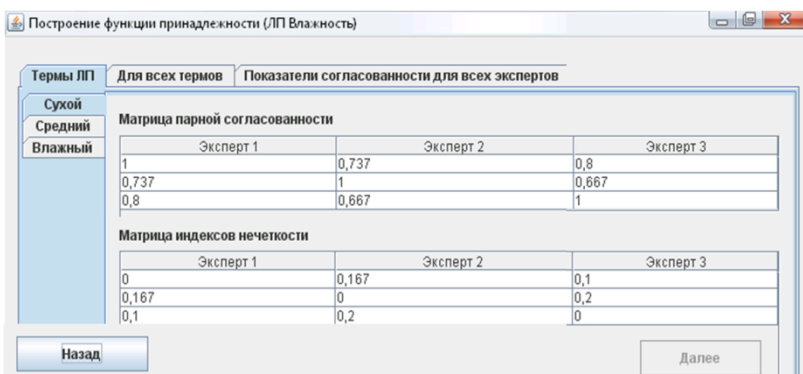 Построение функции принадлежности (ЛП Влажность)
Термы ЛП Для всех термов Показатели согласованности для всех экспертов
Сухой
Средний
Влажный
Матрица парной согласованности
Эксперт 1 Эксперт 2 Эксперт 3
1 0,737 0,8
0,737 1 0,667
0,8 0,667 1
Матрица индексов нечеткости
Эксперт 1 Эксперт 2 Эксперт 3
0 0,167 0,1
0,167 0 0,2
0,1 0,2 0
Назад Далее